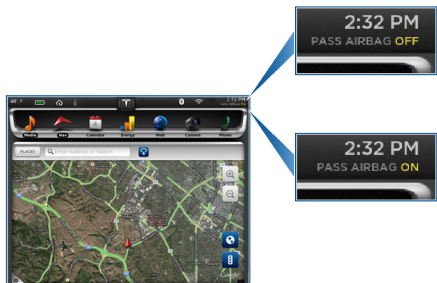 2:32 PM
PASS AIRBAG OFF
2:32 PM
Media
Nav
Calendar
Energy
Web
Camera
Phone
PLACES
Enter Address or Search
2:32 PM
PASS AIRBAG ON
Google